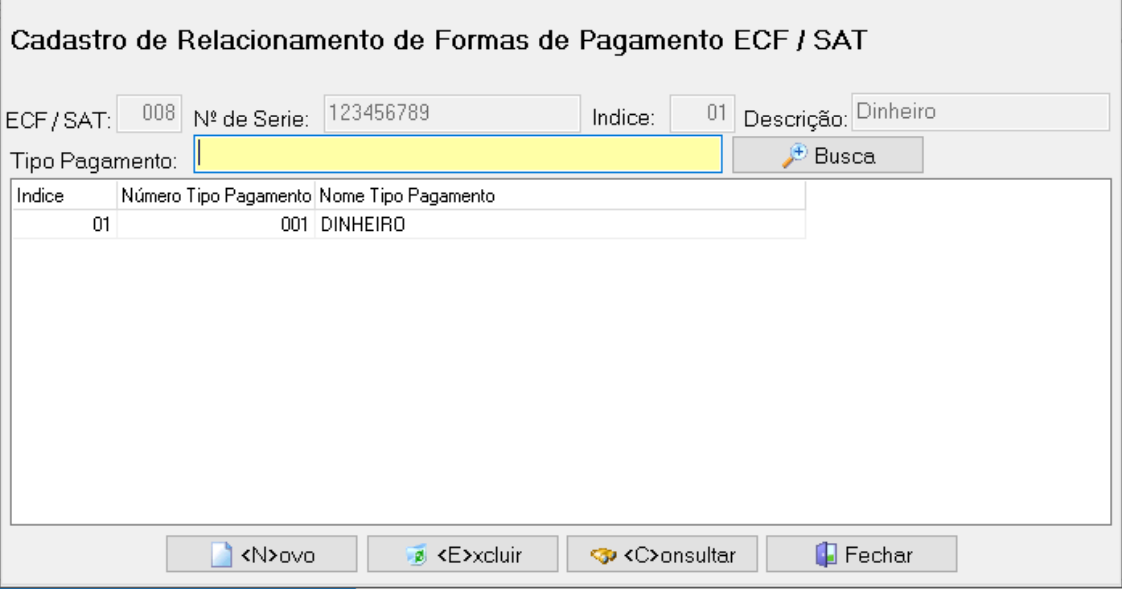 Cadastro de Relacionamento de Formas de Pagamento ECF / SAT
ECF / SAT: 008 Nº de Serie: 123456789 Indice: 01 Descrição: Dinheiro
Tipo Pagamento: Busca
Indice Número Tipo Pagamento Nome Tipo Pagamento
01 001 DINHEIRO
<N>ovo <E>xcluir <C>onsultar Fechar